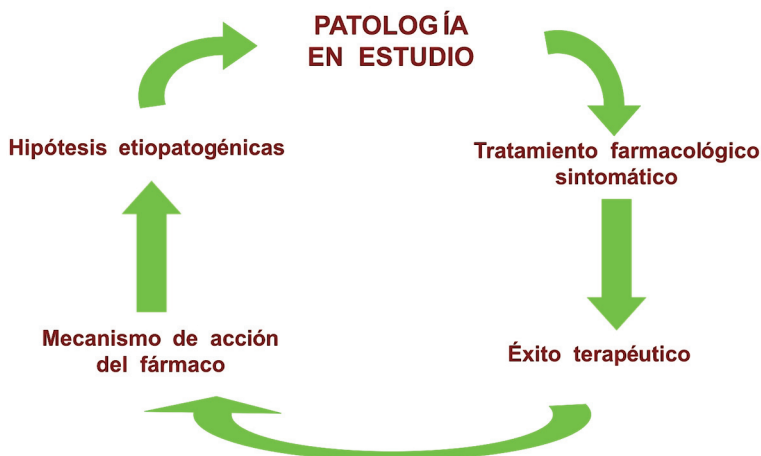 PATOLOGÍA
EN ESTUDIO
Hipótesis etiopatogénicas
Tratamiento farmacológico
sintomático
Mecanismo de acción
del fármaco
Éxito terapéutico